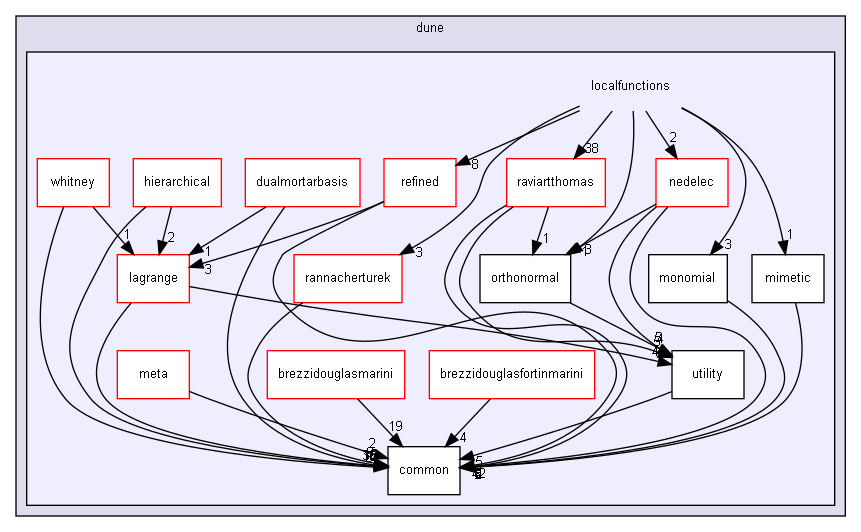 dune
localfunctions
8
38
2
whitney
hierarchical
dualmortarbasis
refined
raviartthomas
nedelec
1
2
1
3
3
1
3
1
lagrange
rannacherturek
orthonormal
monomial
mimetic
meta
brezzidouglasmarini
brezzidouglasfortinmarini
utility
19
4
2
common